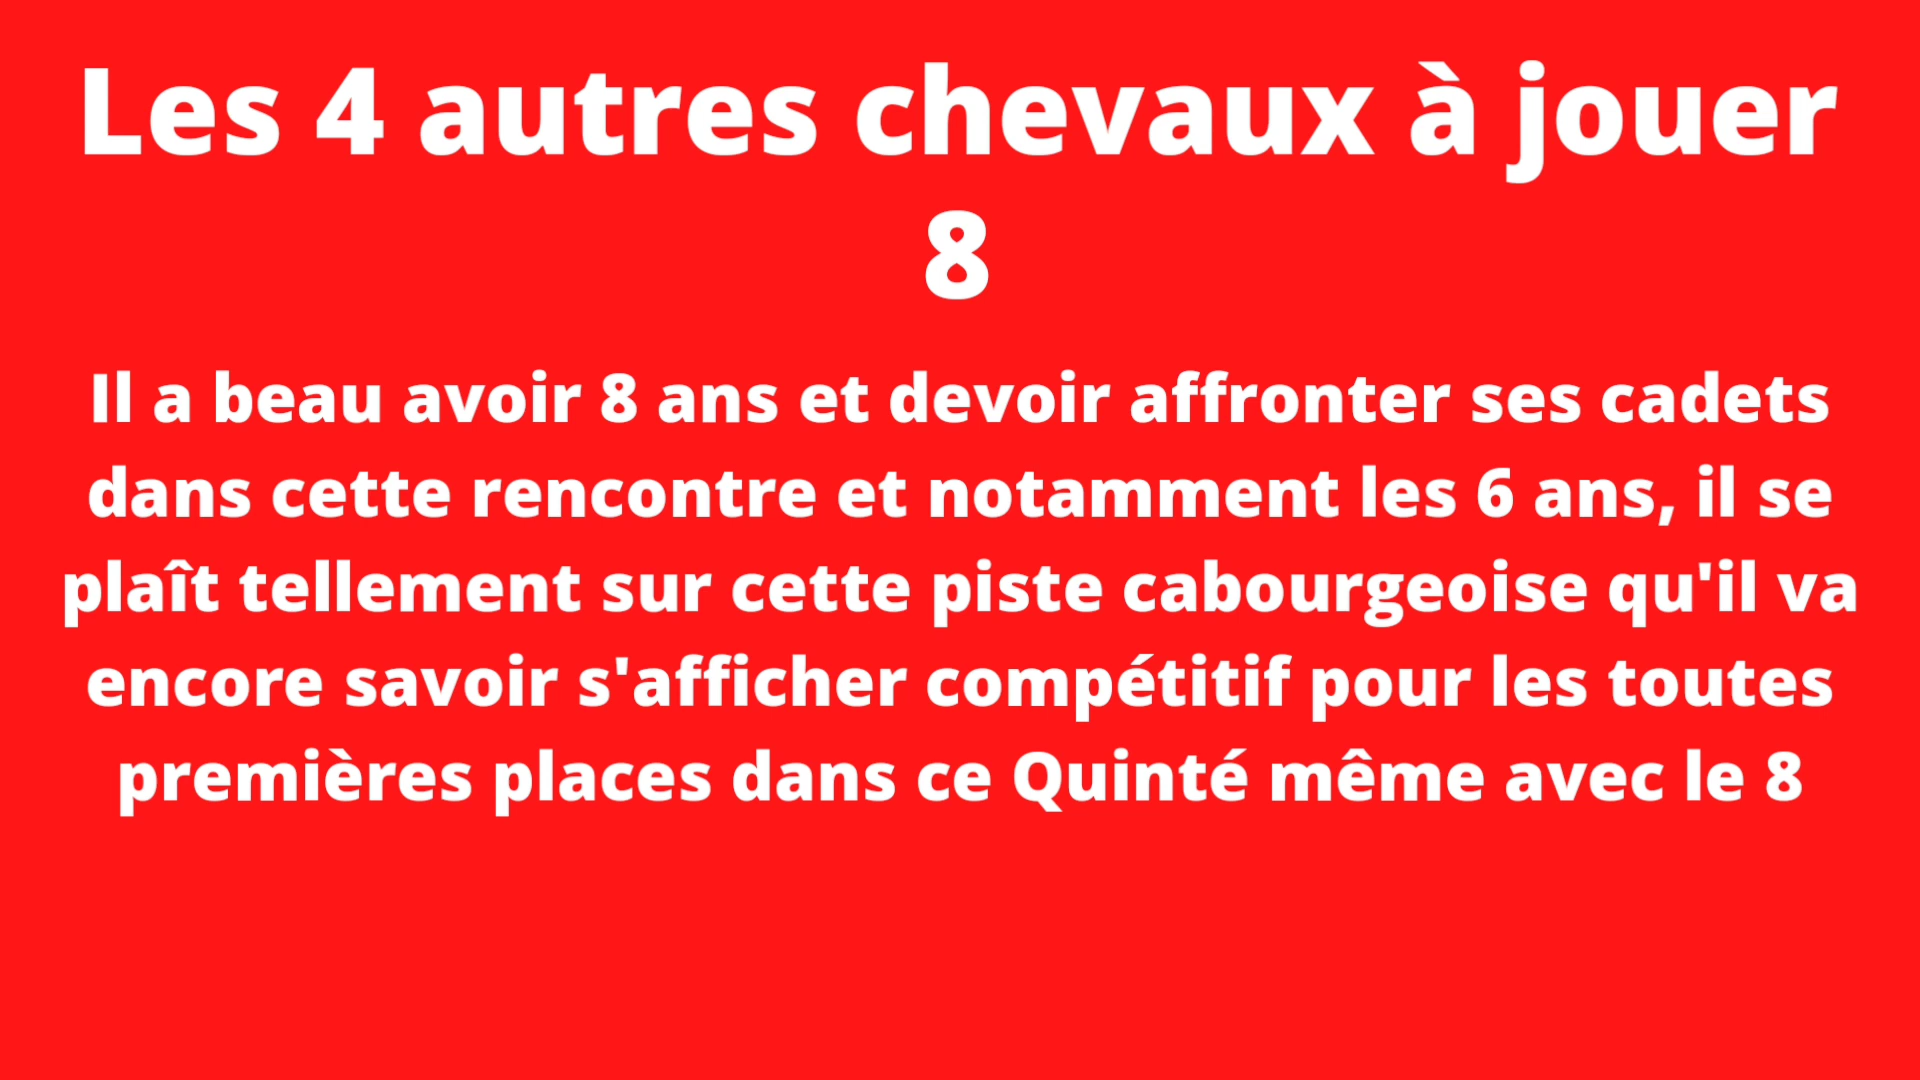 Les 4 autres chevaux à jouer
8
Il a beau avoir 8 ans et devoir affronter ses cadets
dans cette rencontre et notamment les 6 ans, il se
plaît tellement sur cette piste cabourgeoise qu'il va
encore savoir s'afficher compétitif pour les toutes
premières places dans ce Quinté même avec le 8